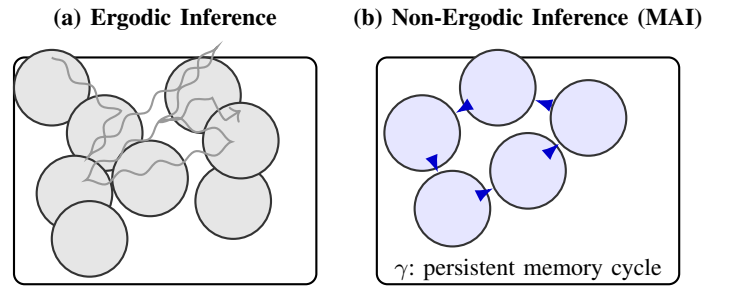 (a) Ergodic Inference
(b) Non-Ergodic Inference (MAI)
γ: persistent memory cycle